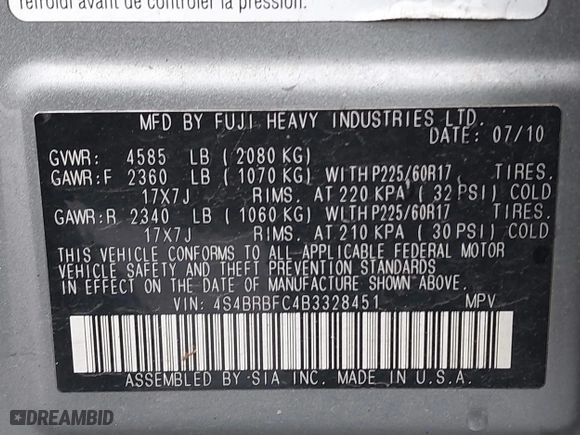 refroidi avant de contrôler la pression.
MFD BY FUJI HEAVY INDUSTRIES LTD.
DATE: 07/10
GVWR: 4585 LB (2080 KG)
GAWR:F 2360 LB (1070 KG) WITH P225/60R17 TIRES.
17X7J RIMS. AT 220 KPA (32 PSI) COLD
GAWR:R 2340 LB (1060 KG) WITH P225/60R17 TIRES.
17X7J RIMS. AT 210 KPA (30 PSI) COLD
THIS VEHICLE CONFORMS TO ALL APPLICABLE FEDERAL MOTOR
VEHICLE SAFETY AND THEFT PREVENTION STANDARDS
IN EFFECT ON THE DATE OF MANUFACTURE SHOWN ABOVE.
VIN: 4S4BRBFC4B3328451 MPV
ASSEMBLED BY SIA INC. MADE IN U.S.A.
DREAMBID